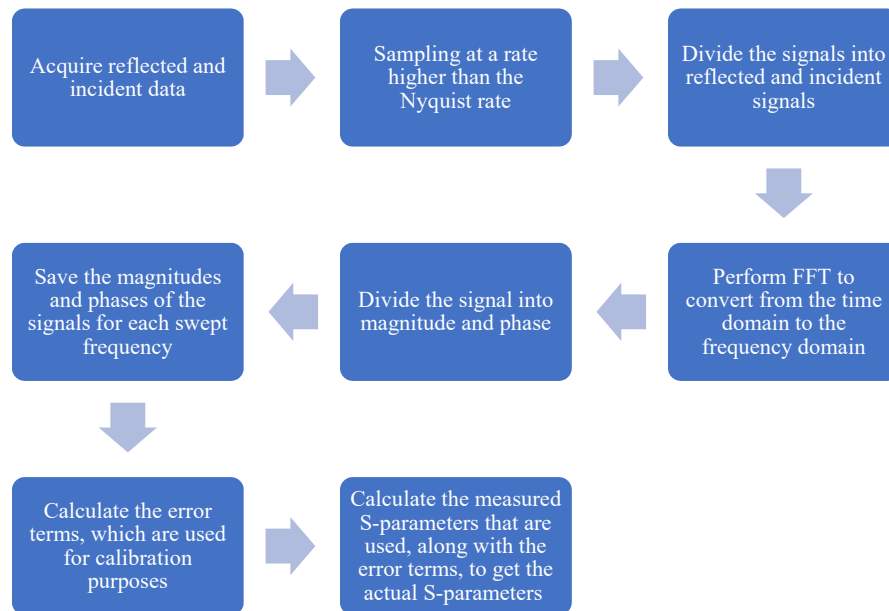 Acquire reflected and
incident data
Sampling at a rate
higher than the
Nyquist rate
Divide the signals into
reflected and incident
signals
Perform FFT to
convert from the time
domain to the
frequency domain
Divide the signal into
magnitude and phase
Save the magnitudes
and phases of the
signals for each swept
frequency
Calculate the error
terms, which are used
for calibration
purposes
Calculate the measured
S-parameters that are
used, along with the
error terms, to get the
actual S-parameters